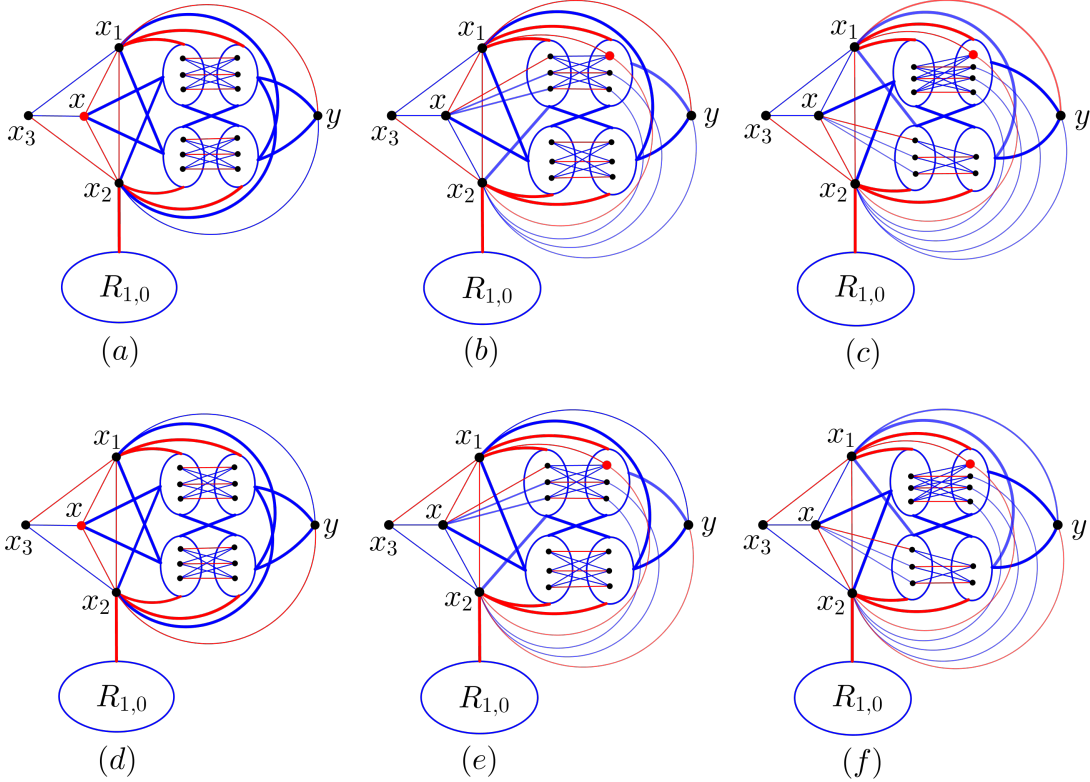 x₁ x₁ x₁
x y x y x y
x₃ x₃ x₃
x₂ x₂ x₂
R₁,₀ R₁,₀ R₁,₀
(a) (b) (c)
x₁ x₁ x₁
x y x y x y
x₃ x₃ x₃
x₂ x₂ x₂
R₁,₀ R₁,₀ R₁,₀
(d) (e) (f)